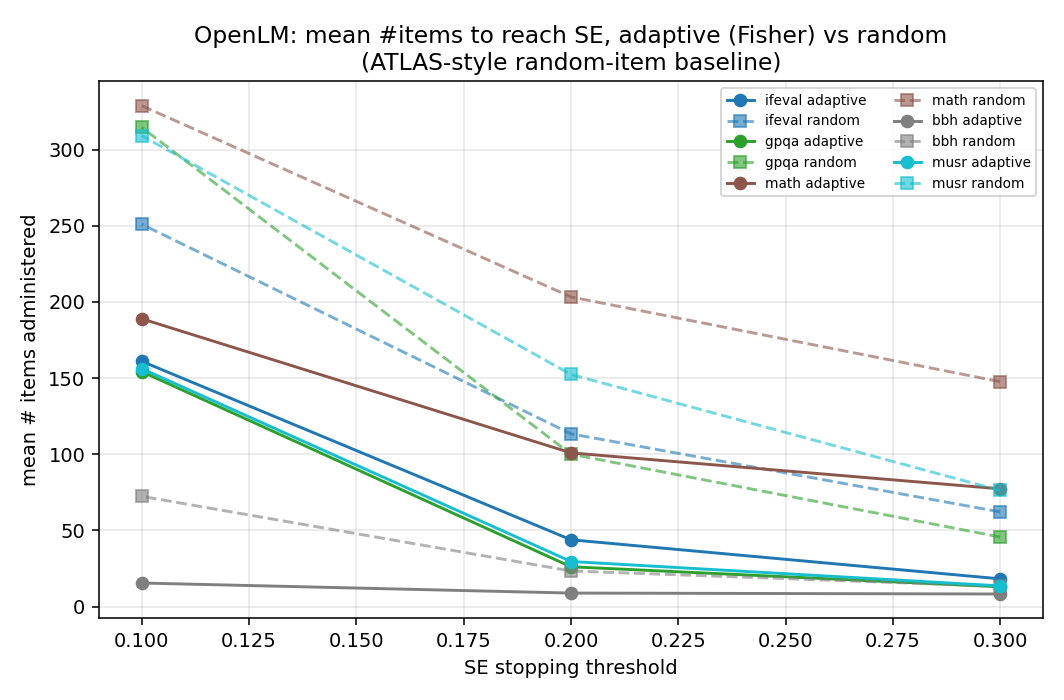 OpenLM: mean #items to reach SE, adaptive (Fisher) vs random
(ATLAS-style random-item baseline)
ifeval adaptive
ifeval random
gpqa adaptive
gpqa random
math adaptive
math random
bbh adaptive
bbh random
musr adaptive
musr random
mean # items administered
300
250
200
150
100
50
0
0.100 0.125 0.150 0.175 0.200 0.225 0.250 0.275 0.300
SE stopping threshold